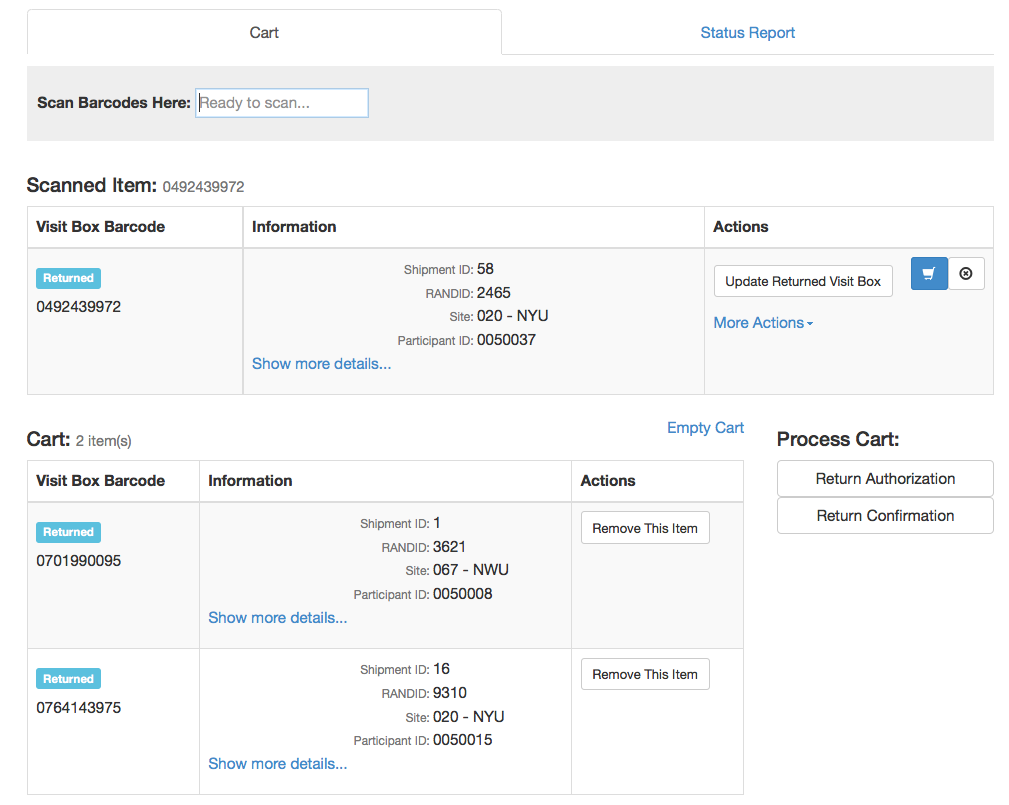 Cart Status Report
Scan Barcodes Here: Ready to scan...
Scanned Item: 0492439972
Visit Box Barcode Information Actions
Returned
0492439972
Shipment ID: 58
RANDID: 2465
Site: 020 - NYU
Participant ID: 0050037
Show more details...
Update Returned Visit Box
More Actions
Cart: 2 item(s)
Empty Cart
Visit Box Barcode Information Actions
Returned
0701990095
Shipment ID: 1
RANDID: 3621
Site: 067 - NWU
Participant ID: 0050008
Show more details...
Remove This Item
Returned
0764143975
Shipment ID: 16
RANDID: 9310
Site: 020 - NYU
Participant ID: 0050015
Show more details...
Remove This Item
Process Cart:
Return Authorization
Return Confirmation